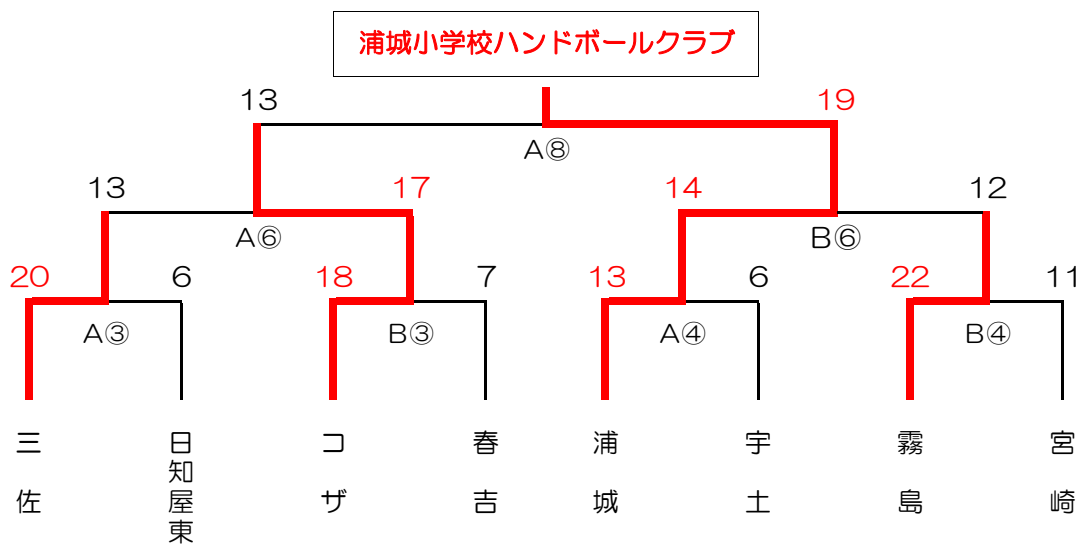 浦城小学校ハンドボールクラブ
13 19
A⑧
13 17 14 12
A⑥ B⑥
20 6 18 7 13 6 22 11
A③ B③ A④ B④
三佐 日知屋東 コザ 春吉 浦城 宇土 霧島 宮崎